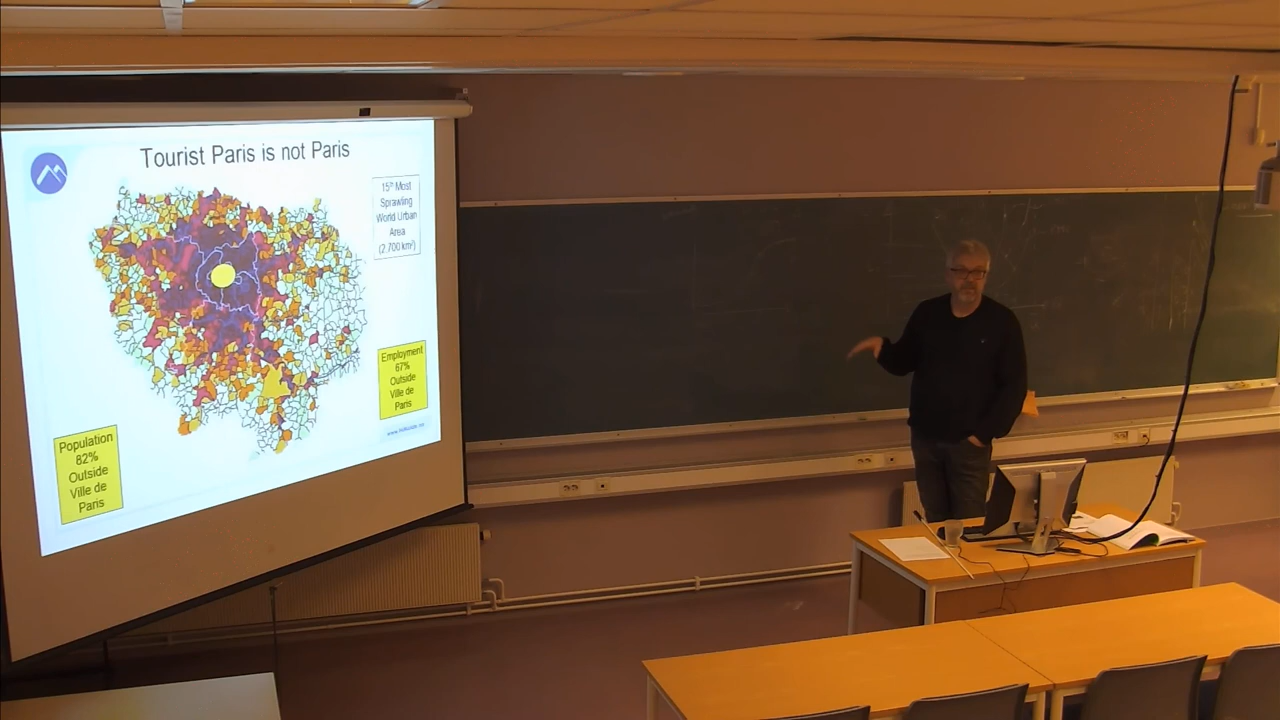 Tourist Paris is not Paris
15th Most
Sprawling
World Urban
Area
(2 700 km²)
Employment
67%
Outside
Ville de
Paris
Population
82%
Outside
Ville de
Paris